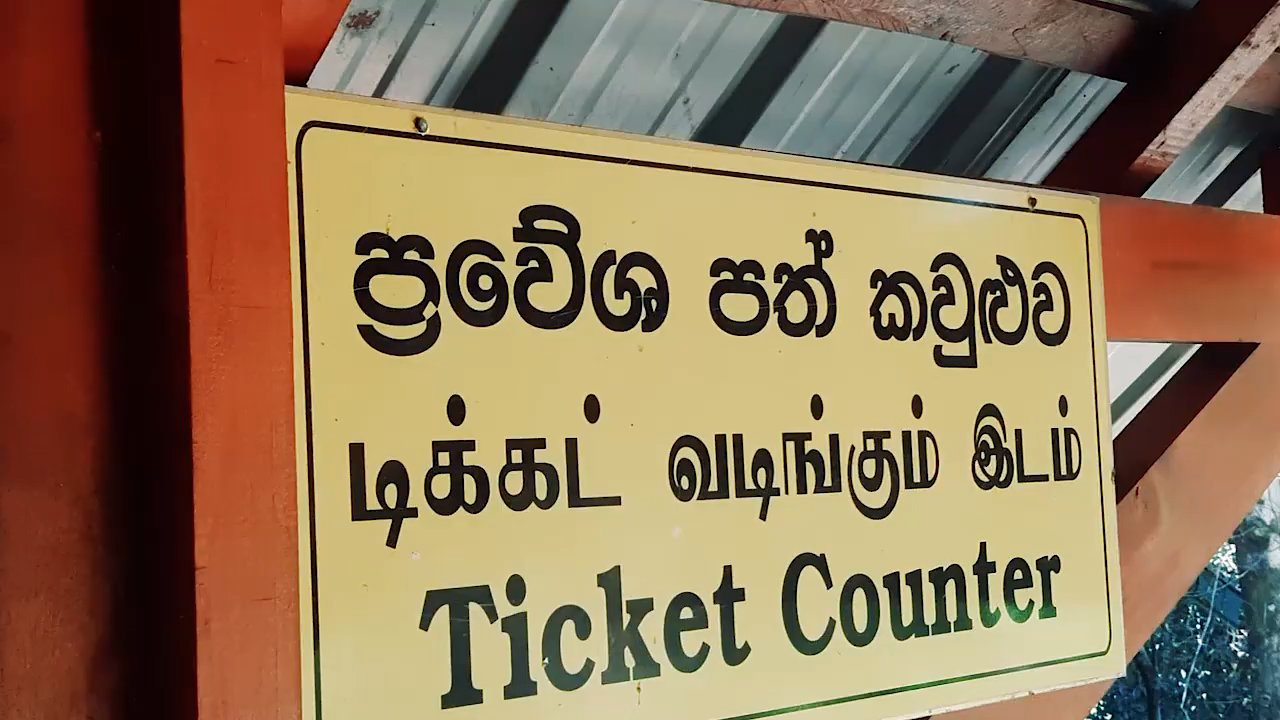 ප්‍රවේශ පත් කවුළුව
டிக்கட் வடிங்கும் இடம்
Ticket Counter